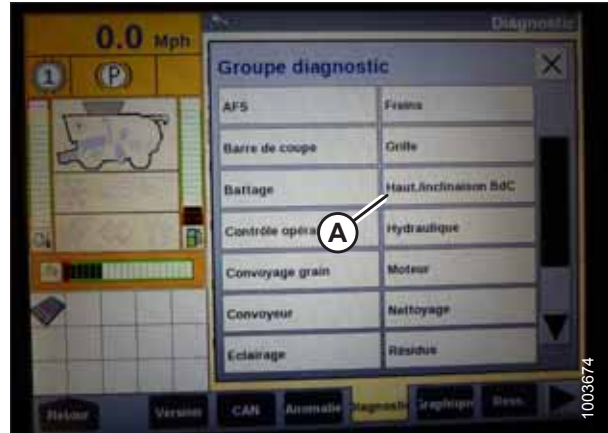 0.0 Mph
Diagnostic
1
P
Groupe diagnostic
AFS
Freins
Barre de coupe
Grille
Battage
Haut./inclinaison BdC
Contrôle opéra
A
Hydraulique
Convoyage grain
Moteur
Convoyeur
Nettoyage
Eclairage
Résidus
Retour
Version
CAN
Anomalie
Diagnostic
Graphique
Ress.
1003674